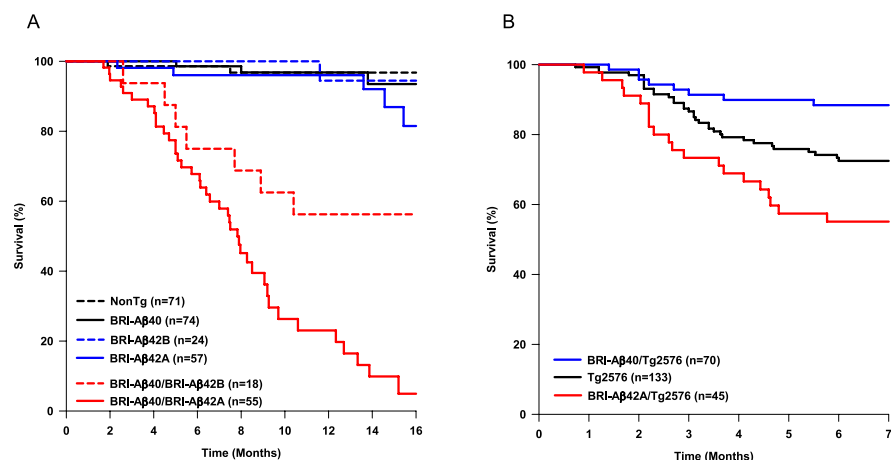 A
100
80
60
40
20
0
Survival (%)
NonTg (n=71)
BRI-Aβ40 (n=74)
BRI-Aβ42B (n=24)
BRI-Aβ42A (n=57)
BRI-Aβ40/BRI-Aβ42B (n=18)
BRI-Aβ40/BRI-Aβ42A (n=55)
0 2 4 6 8 10 12 14 16
Time (Months)
B
100
80
60
40
20
0
Survival (%)
BRI-Aβ40/Tg2576 (n=70)
Tg2576 (n=133)
BRI-Aβ42A/Tg2576 (n=45)
0 1 2 3 4 5 6 7
Time (Months)